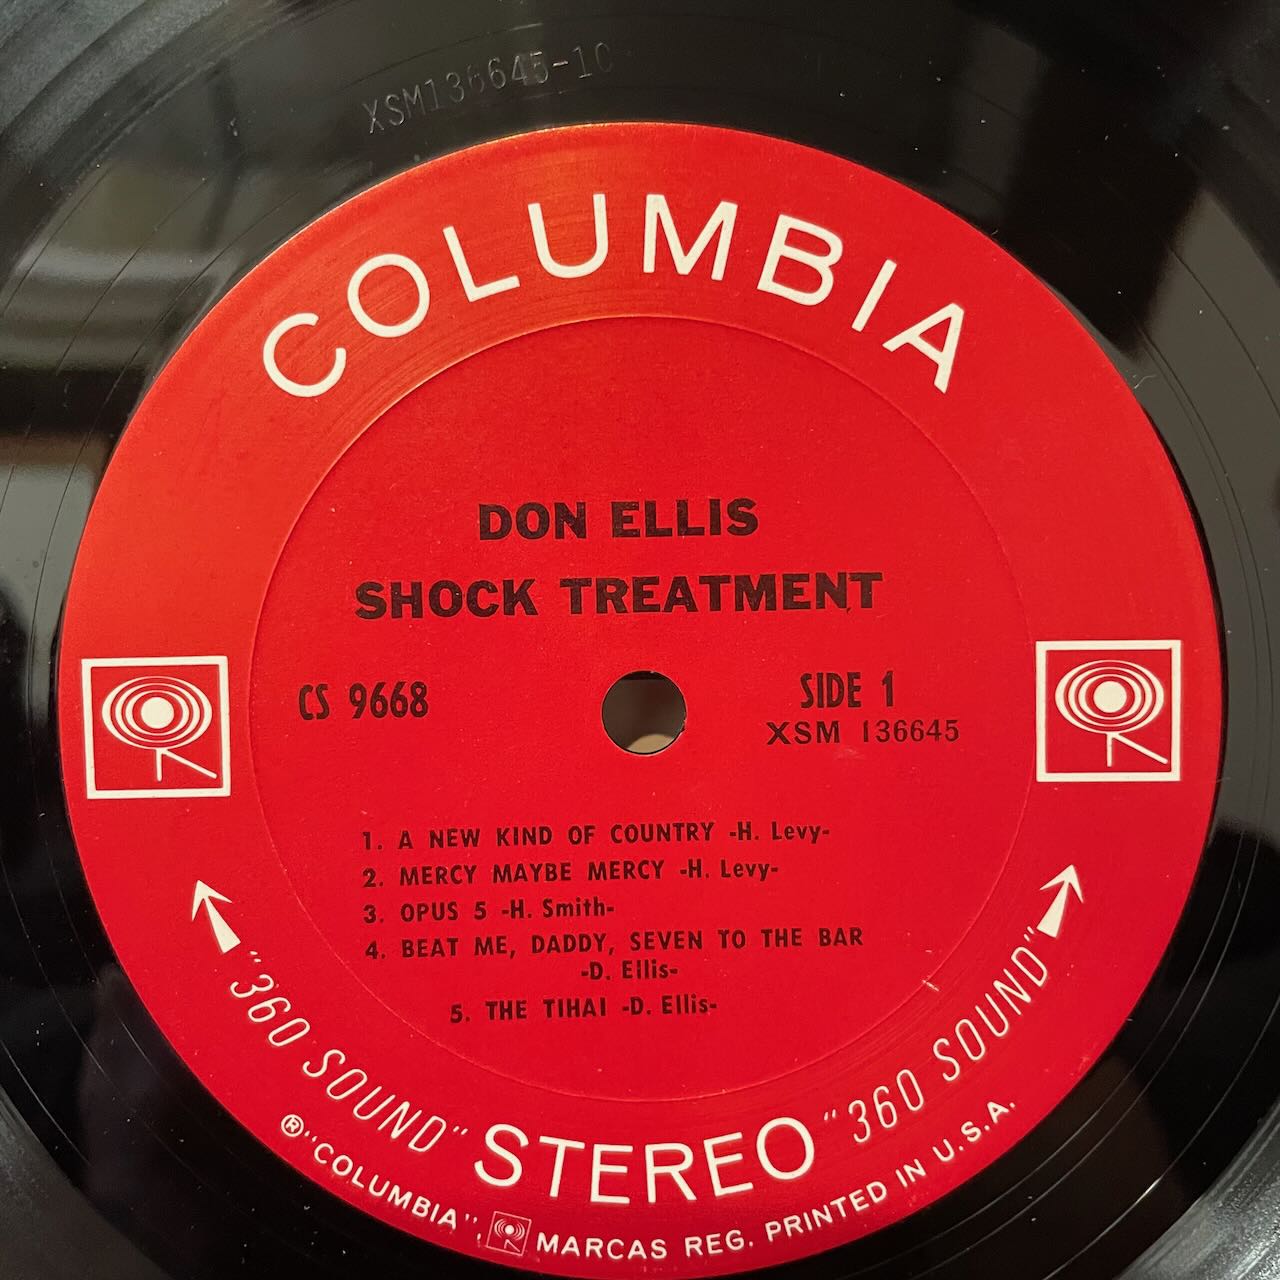 XSM136645-1C
COLUMBIA
DON ELLIS
SHOCK TREATMENT
CS 9668
SIDE 1
XSM 136645
1. A NEW KIND OF COUNTRY -H. Levy-
2. MERCY MAYBE MERCY -H. Levy-
3. OPUS 5 -H. Smith-
4. BEAT ME, DADDY, SEVEN TO THE BAR
-D. Ellis-
5. THE TIHAI -D. Ellis-
"360 SOUND" STEREO "360 SOUND"
® "COLUMBIA", MARCAS REG. PRINTED IN U.S.A.